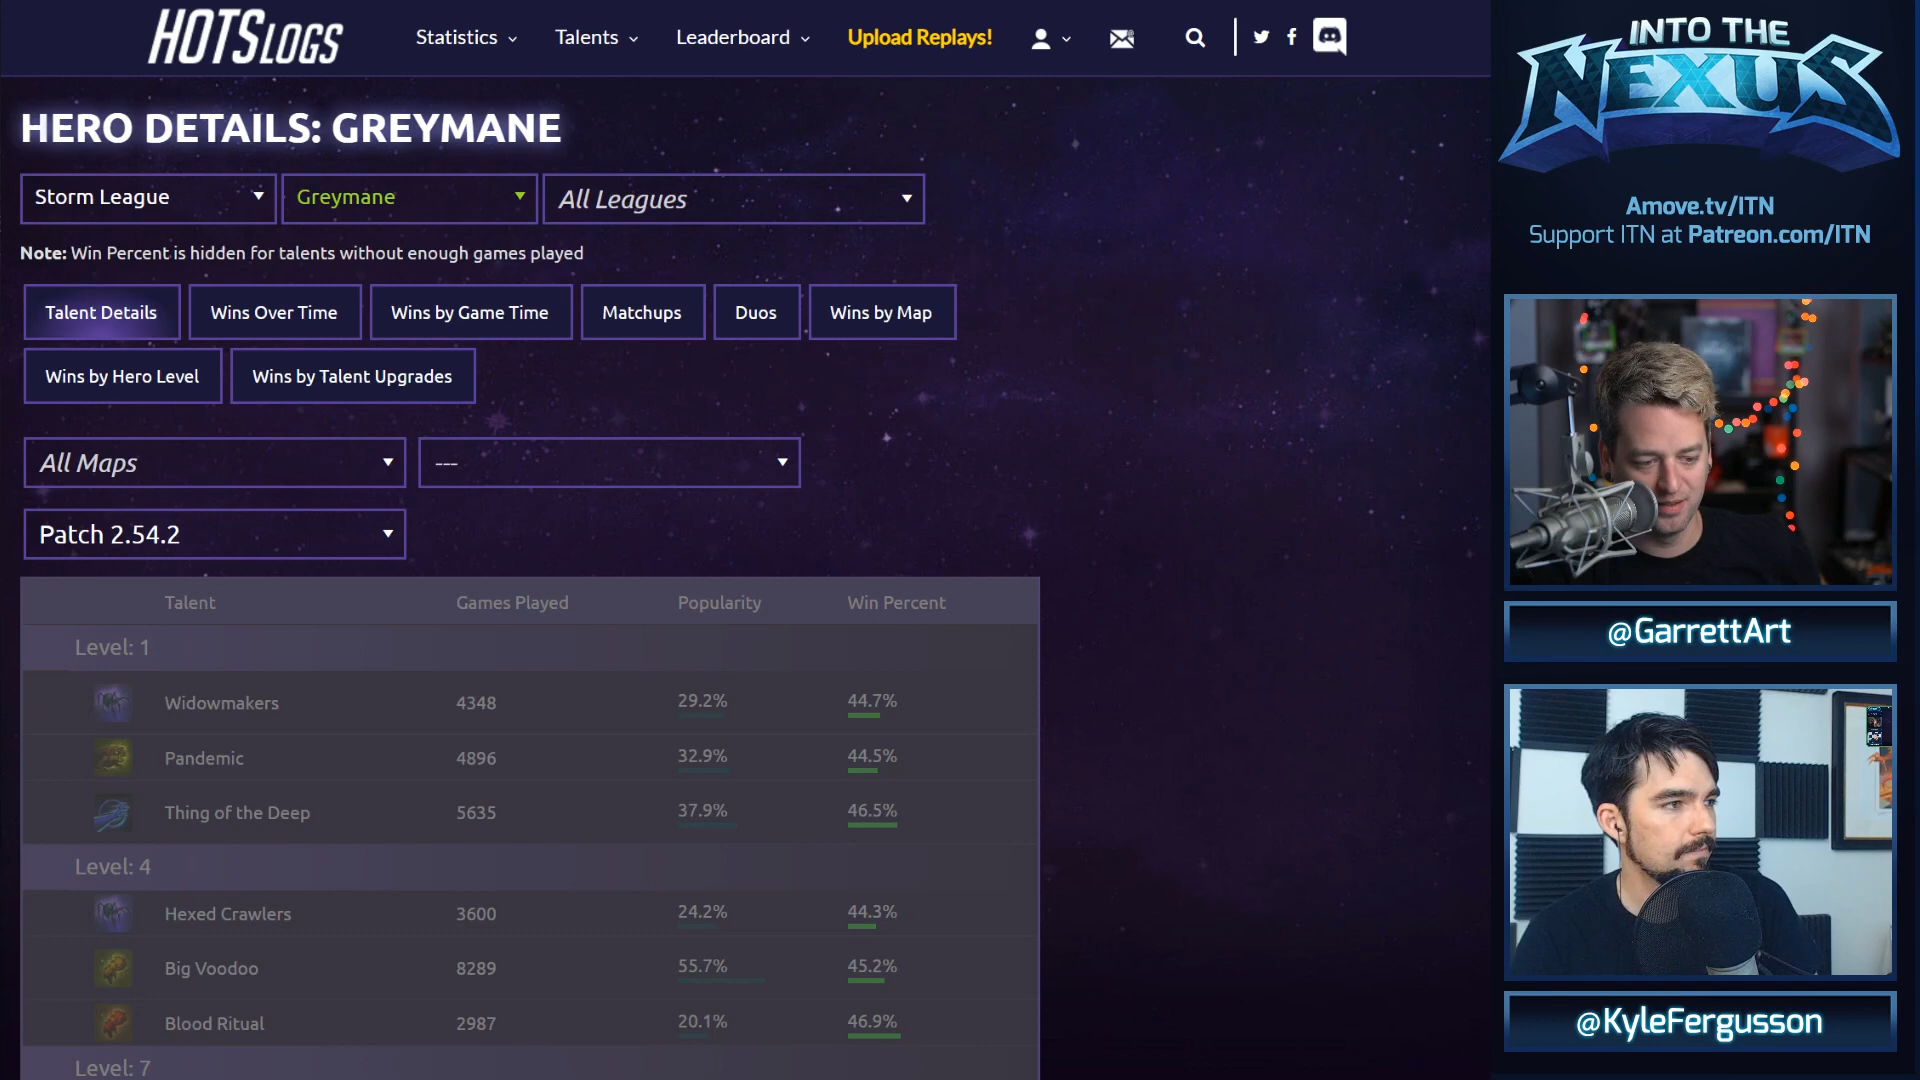 HOTSLOGS
Statistics
Talents
Leaderboard
Upload Replays!
HERO DETAILS: GREYMANE
Storm League
Greymane
All Leagues
Note: Win Percent is hidden for talents without enough games played
Talent Details
Wins Over Time
Wins by Game Time
Matchups
Duos
Wins by Map
Wins by Hero Level
Wins by Talent Upgrades
All Maps
---
Patch 2.54.2
Talent Games Played Popularity Win Percent
Level: 1
Widowmakers 4348 29.2% 44.7%
Pandemic 4896 32.9% 44.5%
Thing of the Deep 5635 37.9% 46.5%
Level: 4
Hexed Crawlers 3600 24.2% 44.3%
Big Voodoo 8289 55.7% 45.2%
Blood Ritual 2987 20.1% 46.9%
Level: 7
INTO THE
NEXUS
Amove.tv/ITN
Support ITN at Patreon.com/ITN
@GarrettArt
@KyleFergusson